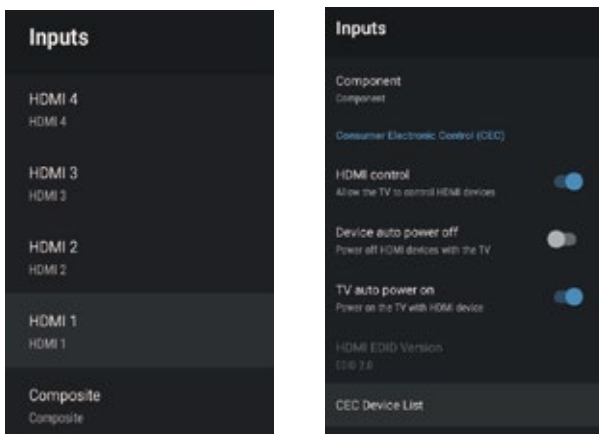 Inputs
HDMI 4
HDMI 4
HDMI 3
HDMI 3
HDMI 2
HDMI 2
HDMI 1
HDMI 1
Composite
Composite
Inputs
Component
Component
Consumer Electronic Control (CEC)
HDMI control
Allow the TV to control HDMI devices
Device auto power off
Power off HDMI devices with the TV
TV auto power on
Power on the TV with HDMI device
HDMI EDID Version
EDID 2.0
CEC Device List